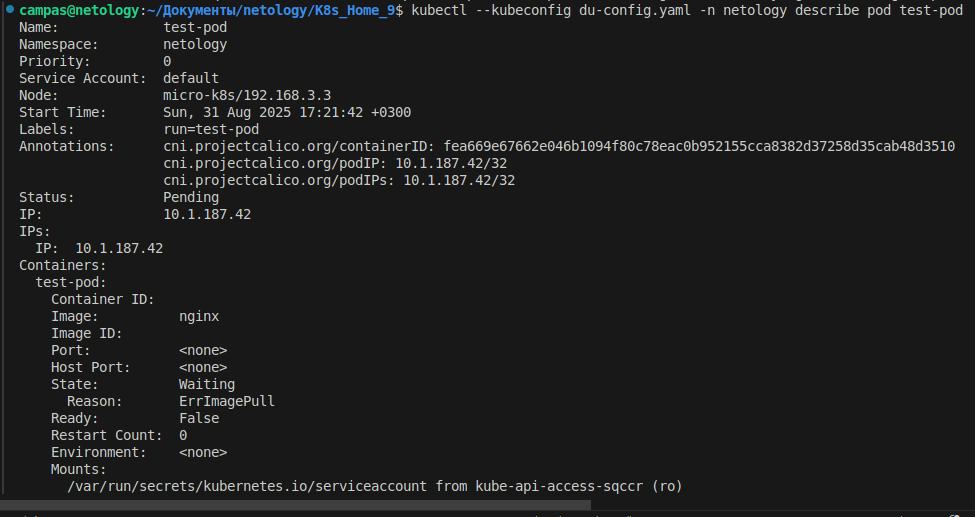 campas@netology:~/Документы/netology/K8s_Home_9$ kubectl --kubeconfig du-config.yaml -n netology describe pod test-pod
Name:             test-pod
Namespace:        netology
Priority:         0
Service Account:  default
Node:             micro-k8s/192.168.3.3
Start Time:       Sun, 31 Aug 2025 17:21:42 +0300
Labels:           run=test-pod
Annotations:      cni.projectcalico.org/containerID: fea669e67662e046b1094f80c78eac0b952155cca8382d37258d35cab48d3510
                  cni.projectcalico.org/podIP: 10.1.187.42/32
                  cni.projectcalico.org/podIPs: 10.1.187.42/32
Status:           Pending
IP:               10.1.187.42
IPs:
  IP:  10.1.187.42
Containers:
  test-pod:
    Container ID:
    Image:          nginx
    Image ID:
    Port:           <none>
    Host Port:      <none>
    State:          Waiting
      Reason:       ErrImagePull
    Ready:          False
    Restart Count:  0
    Environment:    <none>
    Mounts:
      /var/run/secrets/kubernetes.io/serviceaccount from kube-api-access-sqccr (ro)